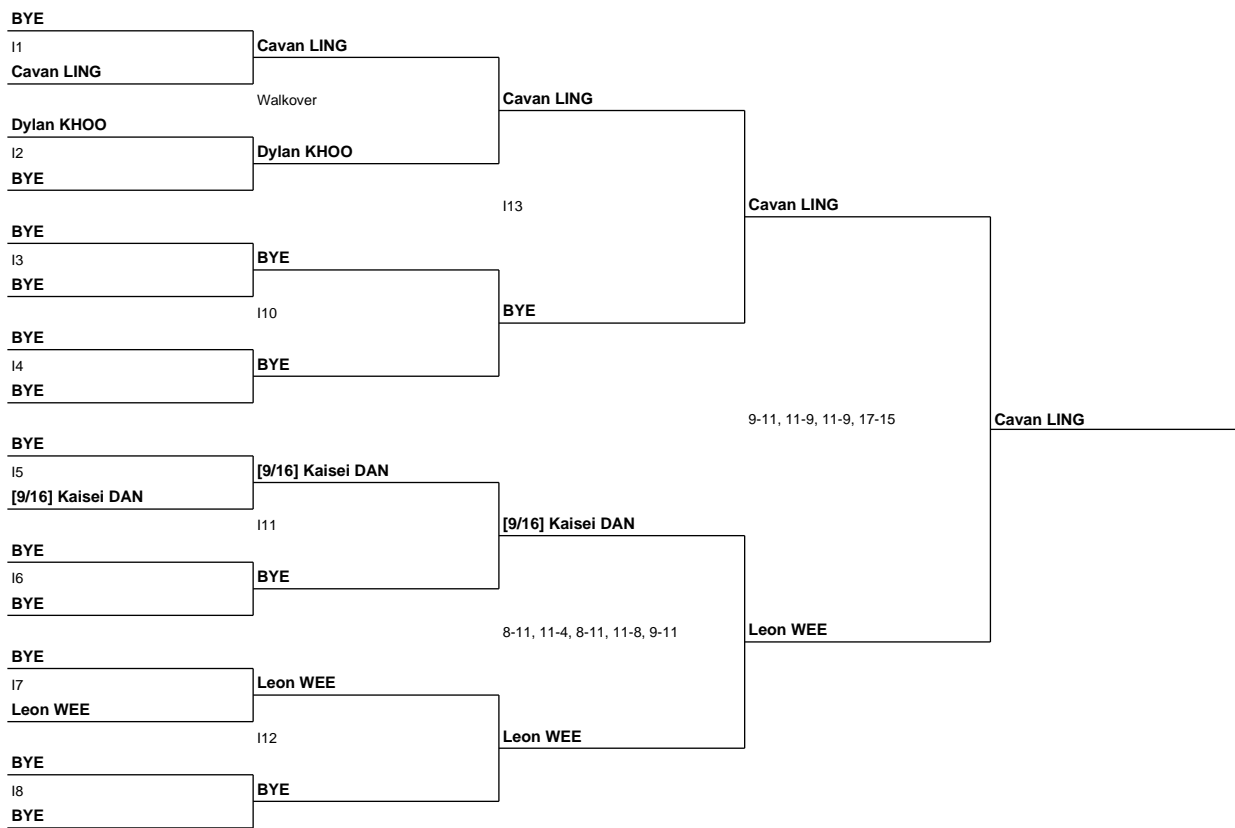 BYE
I1
Cavan LING
Cavan LING
Walkover
Cavan LING
Dylan KHOO
I2
Dylan KHOO
BYE
I13
Cavan LING
BYE
I3
BYE
BYE
I10
BYE
BYE
I4
BYE
BYE
9-11, 11-9, 11-9, 17-15
Cavan LING
BYE
I5
[9/16] Kaisei DAN
[9/16] Kaisei DAN
I11
[9/16] Kaisei DAN
BYE
I6
BYE
BYE
8-11, 11-4, 8-11, 11-8, 9-11
Leon WEE
BYE
I7
Leon WEE
Leon WEE
I12
Leon WEE
BYE
I8
BYE
BYE